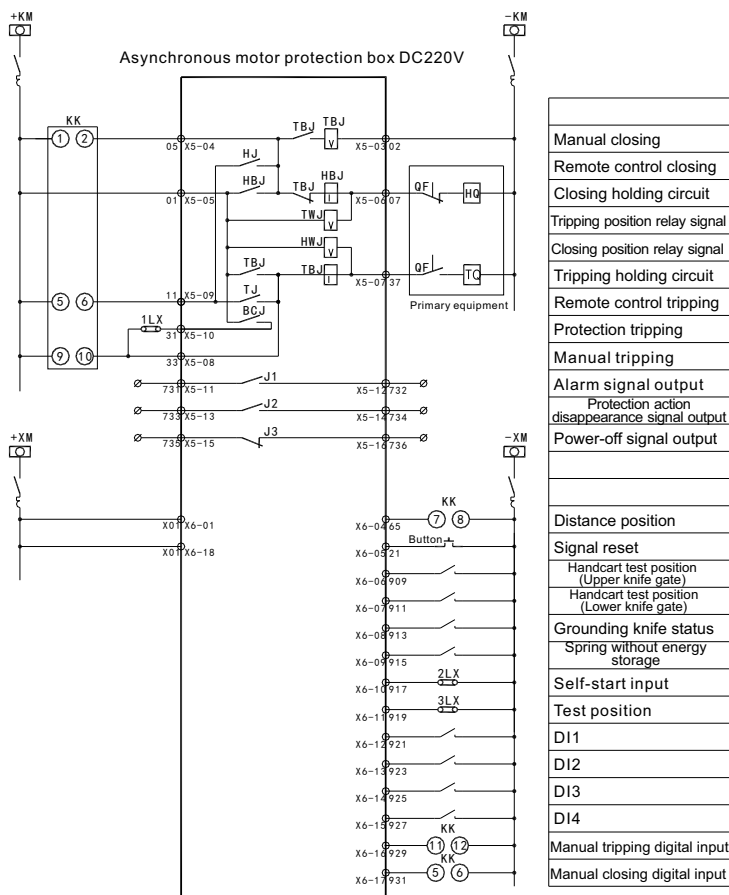 +KM
-KM
Asynchronous motor protection box DC220V
KK
1 2
05 X5-04
TBJ TBJ
V
X5-03 02
Manual closing
HJ
Remote control closing
01 X5-05
HBJ
TBJ
HBJ
I
X5-06 07
QF
HQ
Closing holding circuit
TWJ
V
Tripping position relay signal
HWJ
V
Closing position relay signal
TBJ
TBJ
I
X5-07 37
QF
TQ
Tripping holding circuit
5 6
11 X5-09
TJ
Primary equipment
Remote control tripping
1LX
31 X5-10
BCJ
Protection tripping
9 10
33 X5-08
Manual tripping
731 X5-11
J1
X5-12 732
Alarm signal output
733 X5-13
J2
X5-14 734
Protection action
disappearance signal output
735 X5-15
J3
X5-16 736
Power-off signal output
+XM
-XM
X01 X6-01
X6-04 65
KK
7 8
Distance position
X01 X6-18
X6-05 21
Button
Signal reset
X6-06 909
Handcart test position
(Upper knife gate)
X6-07 911
Handcart test position
(Lower knife gate)
X6-08 913
Grounding knife status
X6-09 915
Spring without energy
storage
X6-10 917
2LX
Self-start input
X6-11 919
3LX
Test position
X6-12 921
DI1
X6-13 923
DI2
X6-14 925
DI3
X6-15 927
DI4
X6-16 929
KK
11 12
Manual tripping digital input
X6-17 931
KK
5 6
Manual closing digital input